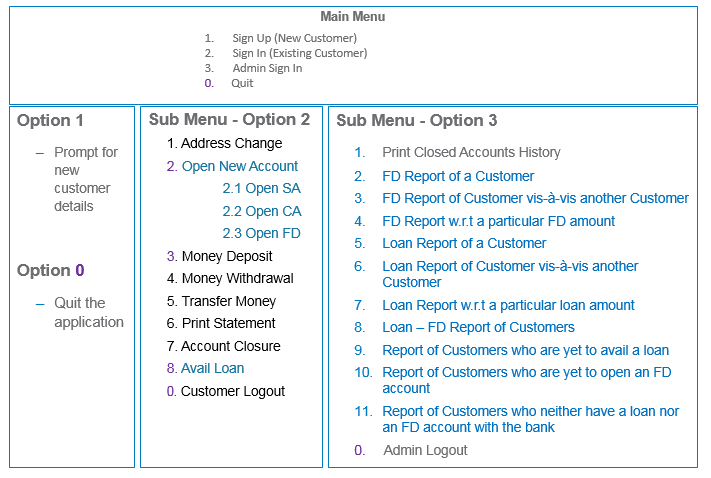 Main Menu
1. Sign Up (New Customer)
2. Sign In (Existing Customer)
3. Admin Sign In
0. Quit
Option 1
– Prompt for
new
customer
details
Option 0
– Quit the
application
Sub Menu - Option 2
1. Address Change
2. Open New Account
2.1 Open SA
2.2 Open CA
2.3 Open FD
3. Money Deposit
4. Money Withdrawal
5. Transfer Money
6. Print Statement
7. Account Closure
8. Avail Loan
0. Customer Logout
Sub Menu - Option 3
1. Print Closed Accounts History
2. FD Report of a Customer
3. FD Report of Customer vis-à-vis another Customer
4. FD Report w.r.t a particular FD amount
5. Loan Report of a Customer
6. Loan Report of Customer vis-à-vis another
Customer
7. Loan Report w.r.t a particular loan amount
8. Loan – FD Report of Customers
9. Report of Customers who are yet to avail a loan
10. Report of Customers who are yet to open an FD
account
11. Report of Customers who neither have a loan nor
an FD account with the bank
0. Admin Logout